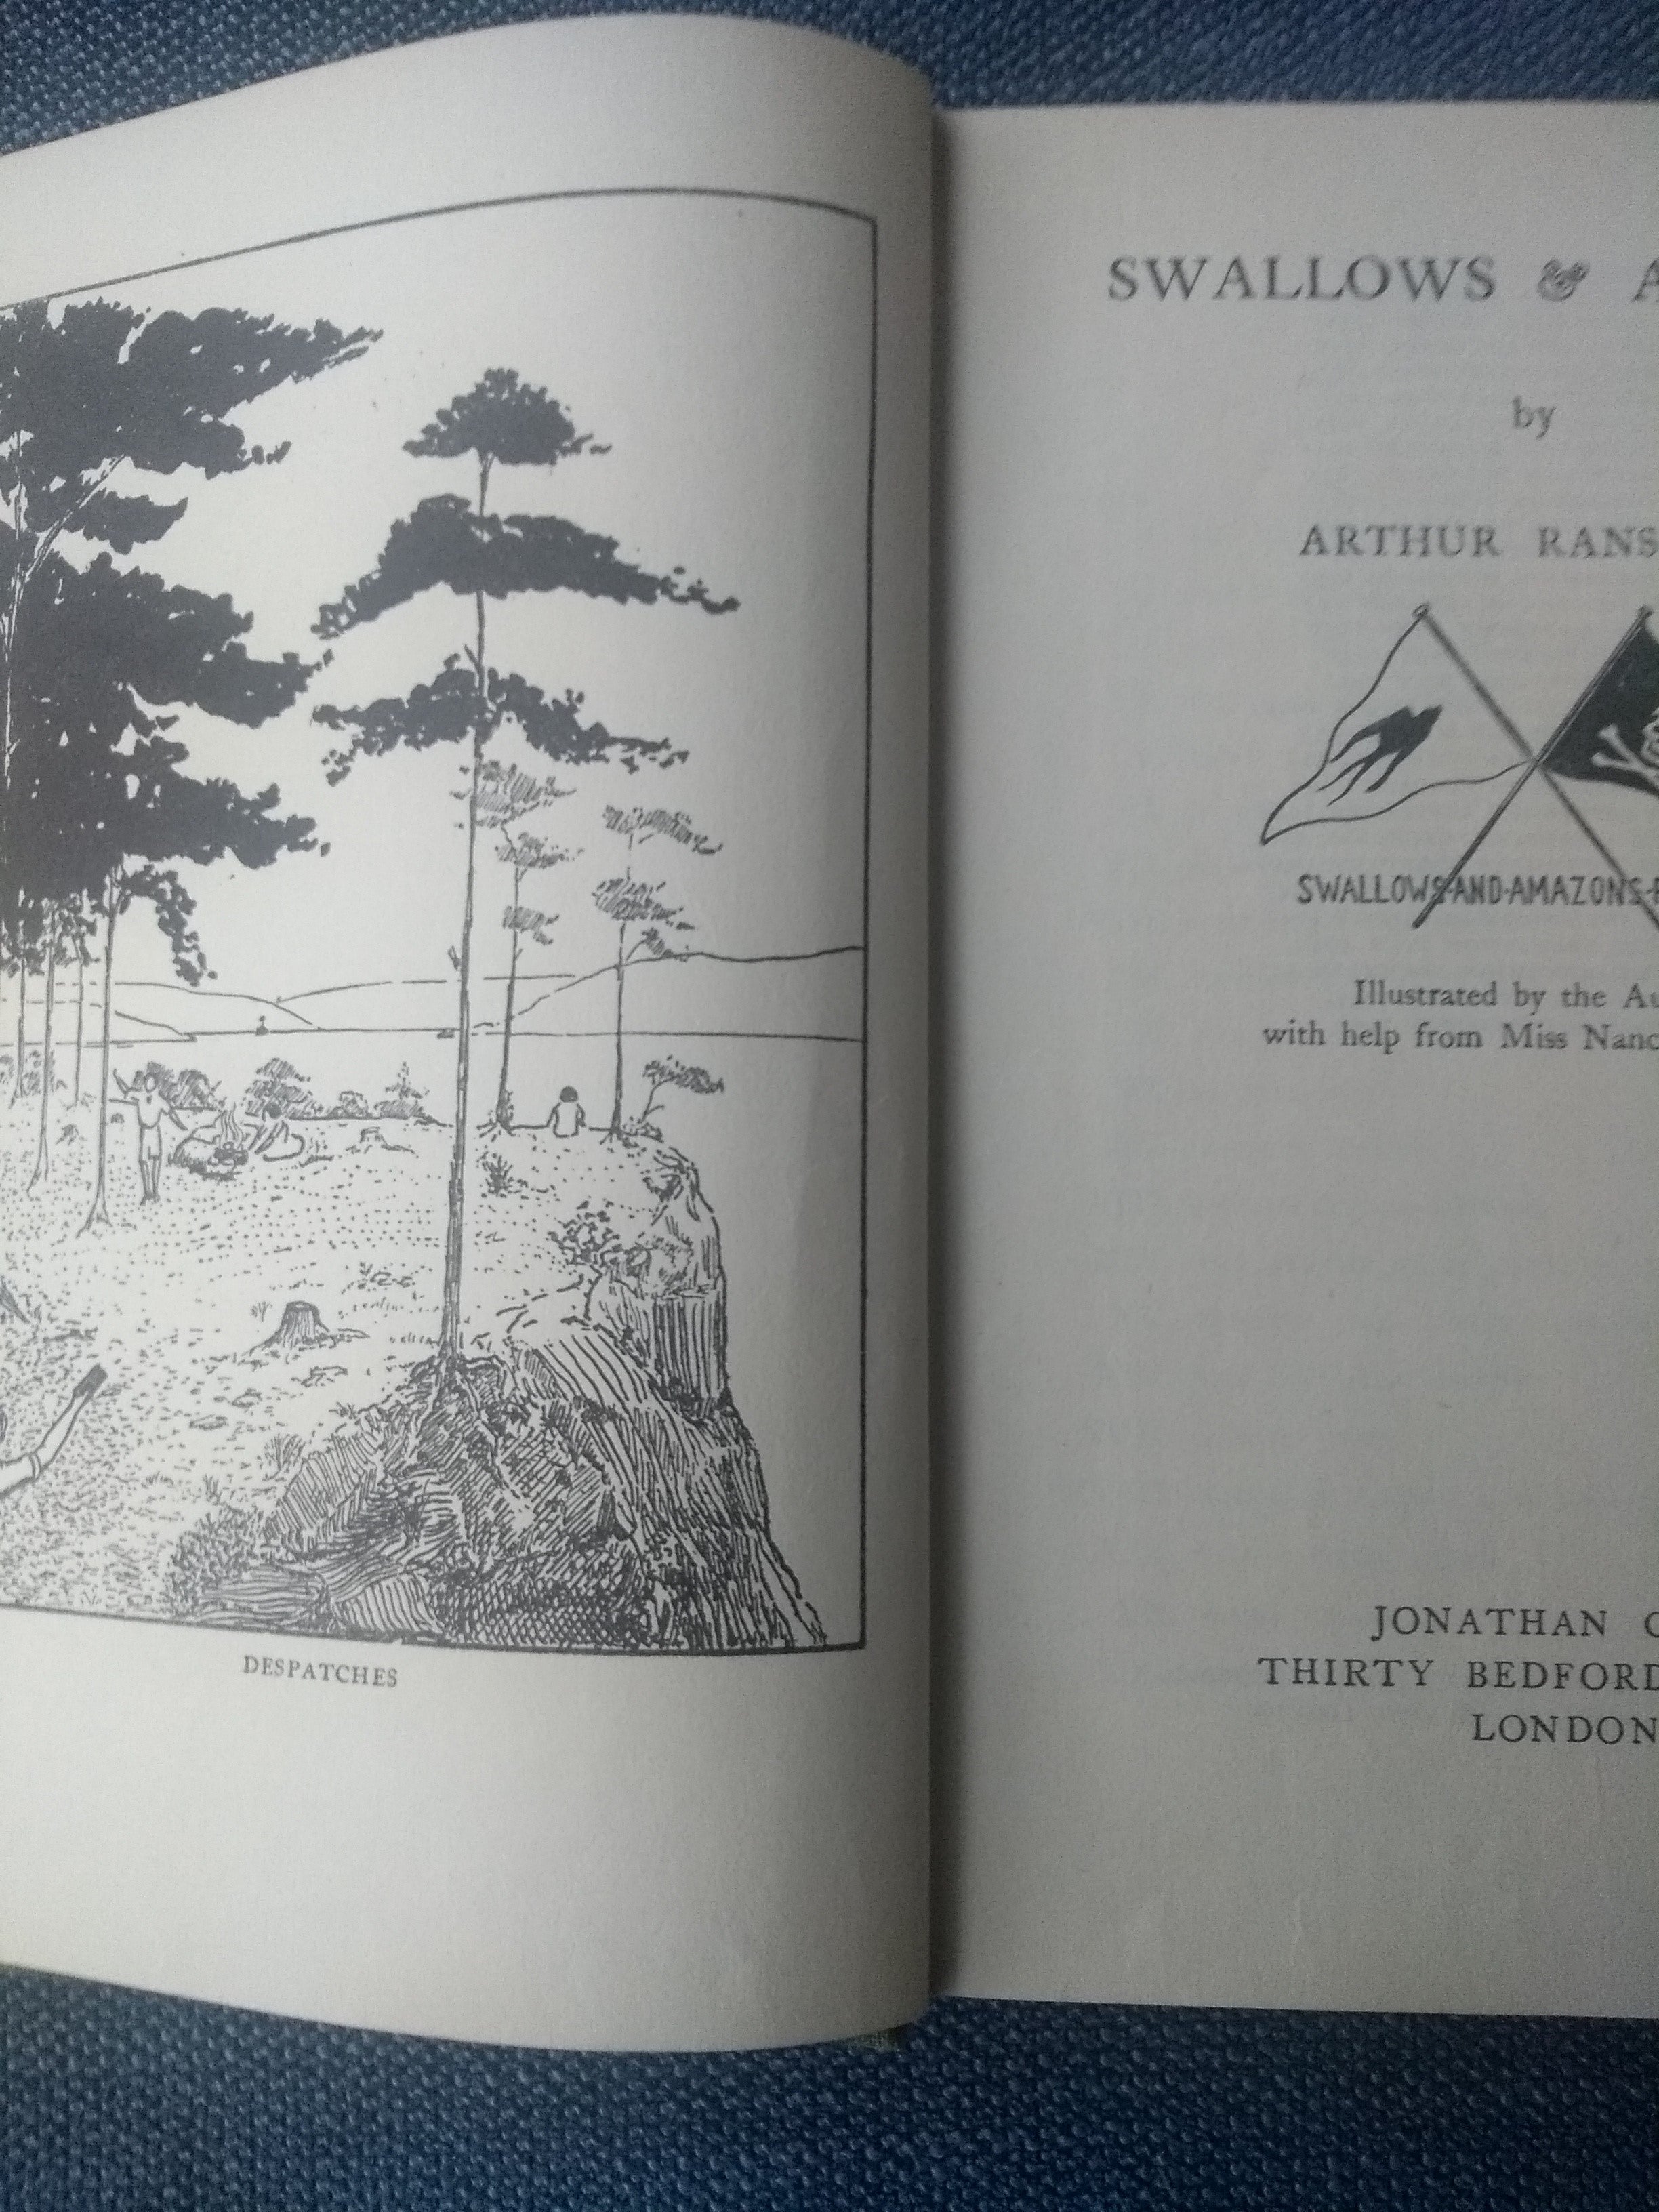 DESPATCHES
SWALLOWS & A
by
ARTHUR RANS
SWALLOWS-AND-AMAZONS-F
Illustrated by the Au
with help from Miss Nanc
JONATHAN C
THIRTY BEDFORD
LONDON